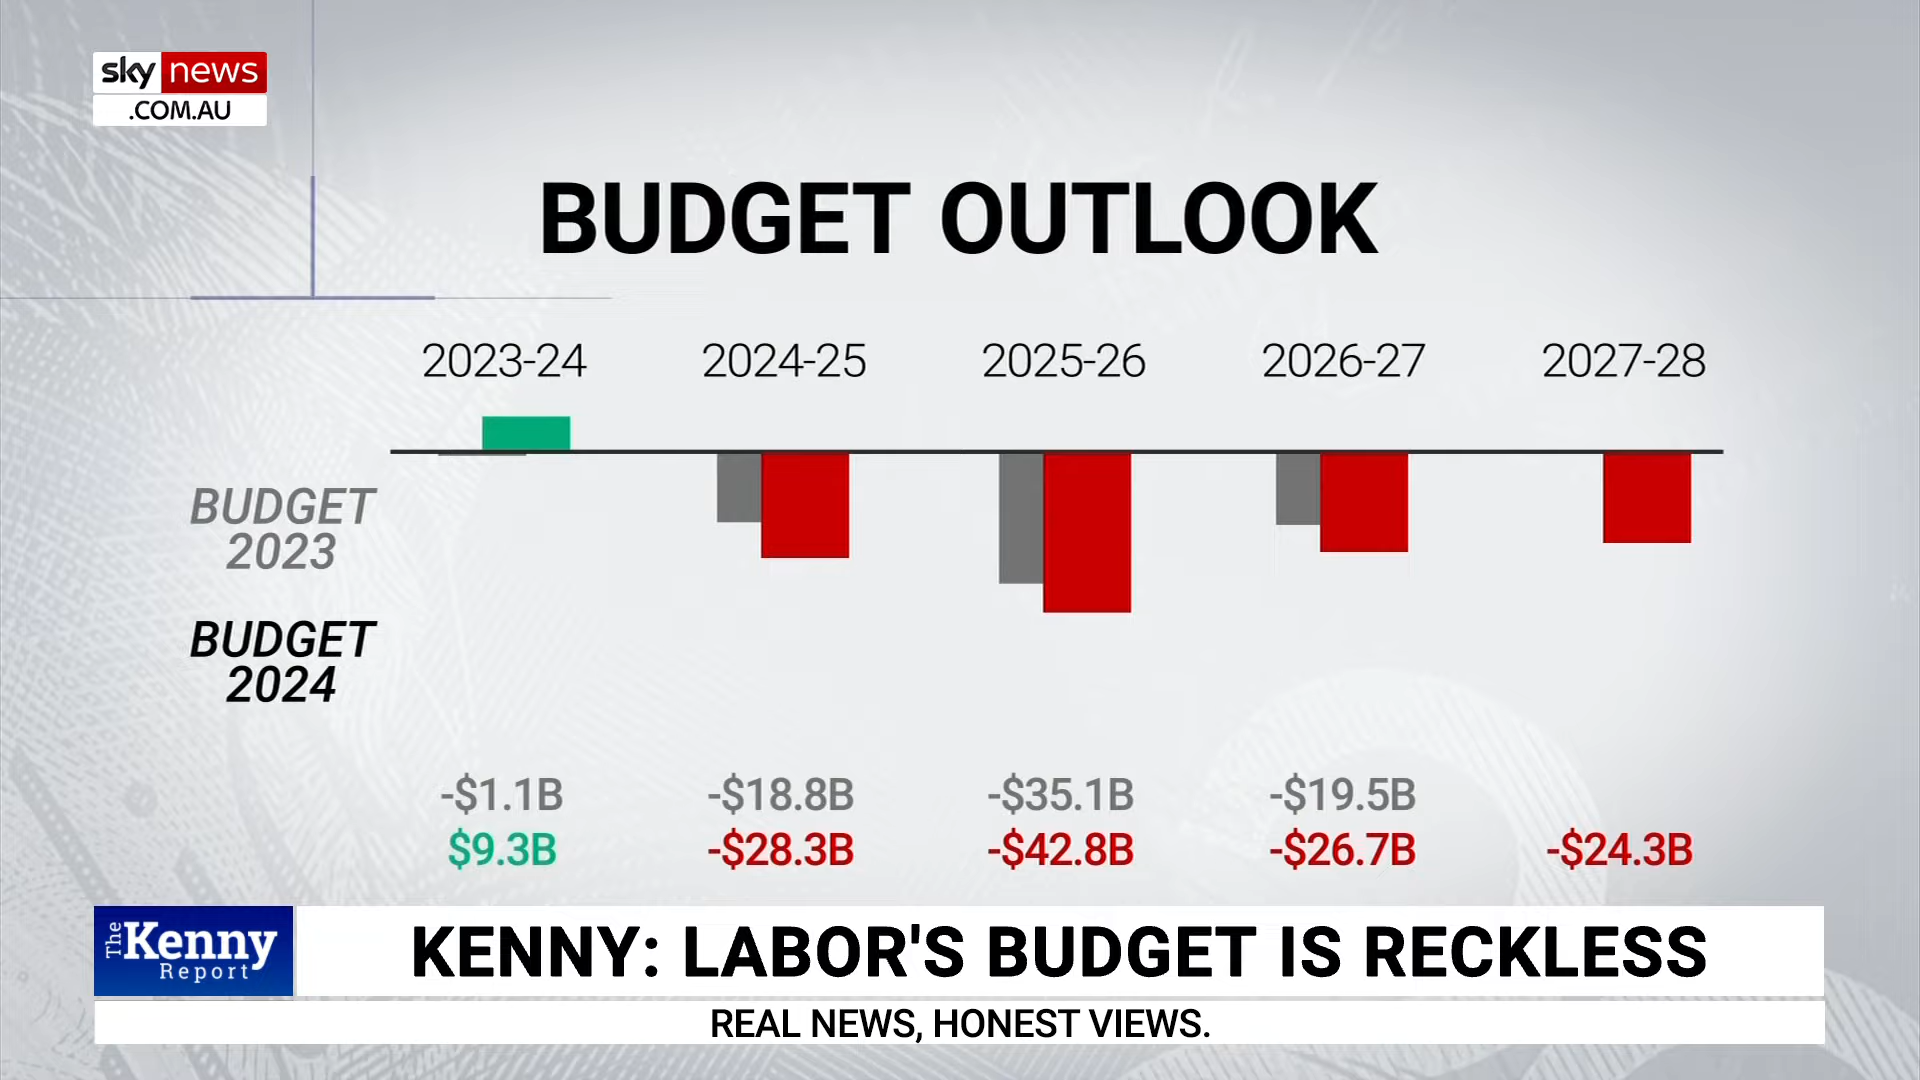 sky news
.COM.AU
BUDGET OUTLOOK
2023-24 2024-25 2025-26 2026-27 2027-28
BUDGET
2023
BUDGET
2024
-$1.1B -$18.8B -$35.1B -$19.5B
$9.3B -$28.3B -$42.8B -$26.7B -$24.3B
The Kenny Report
KENNY: LABOR'S BUDGET IS RECKLESS
REAL NEWS, HONEST VIEWS.